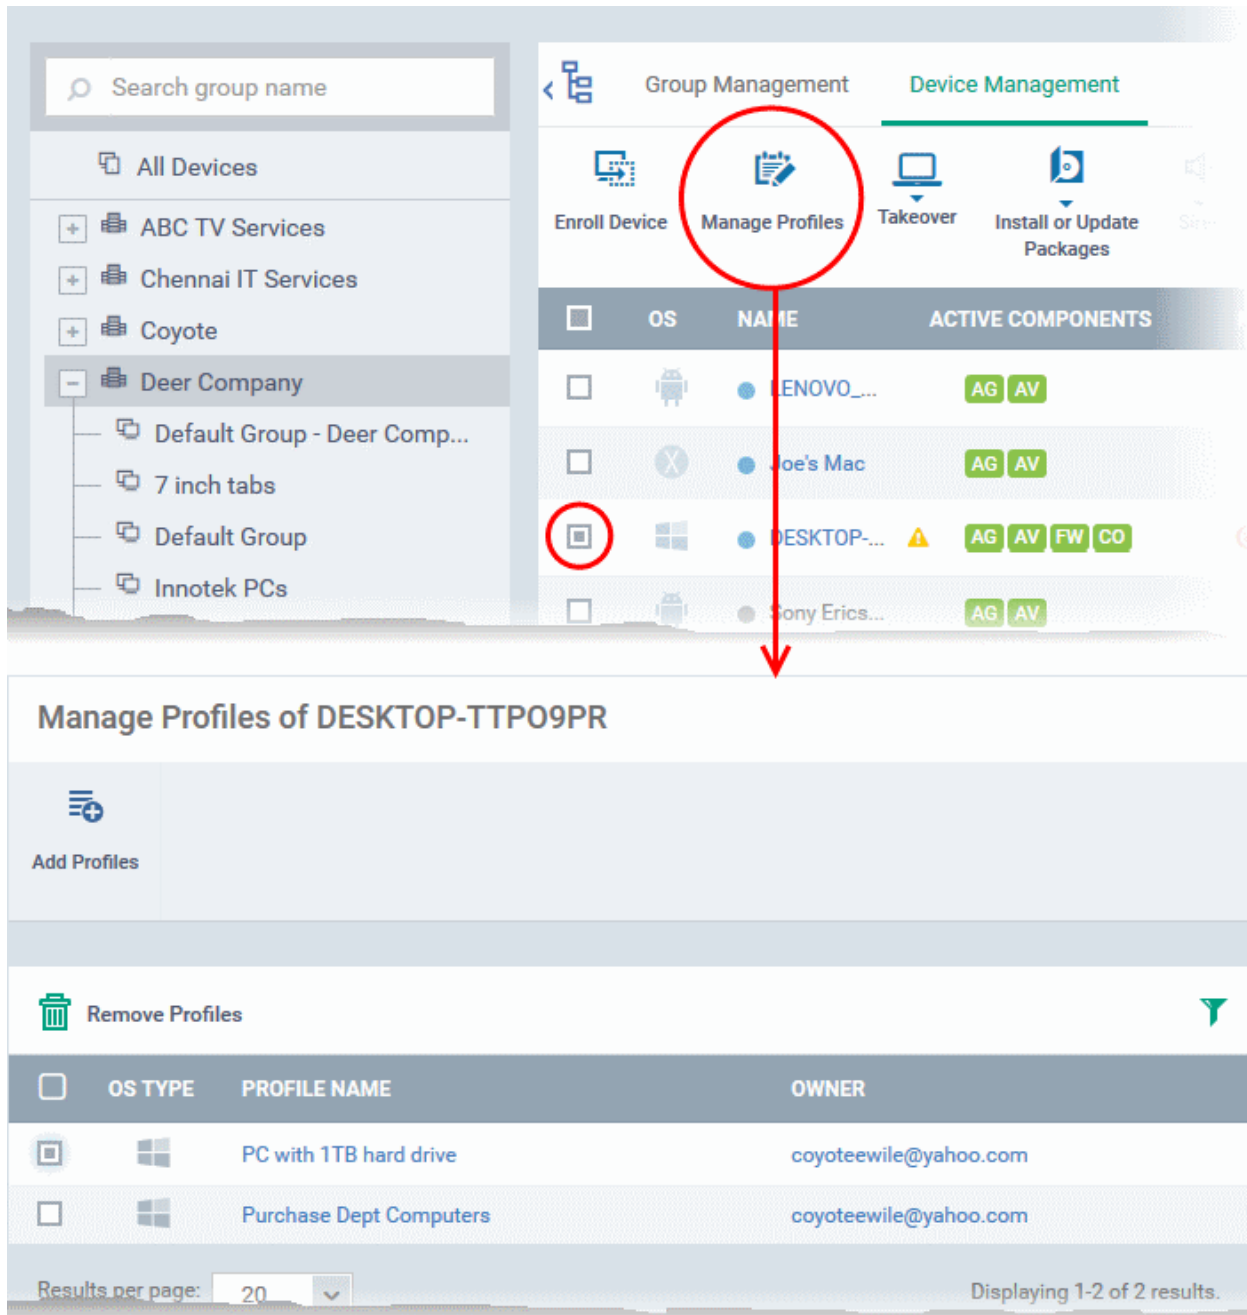 Search group name
All Devices
ABC TV Services
Chennai IT Services
Coyote
Deer Company
Default Group - Deer Comp...
7 inch tabs
Default Group
Innotek PCs
Group Management Device Management
Enroll Device Manage Profiles Takeover Install or Update
Packages
OS NAME ACTIVE COMPONENTS
LENOVO_... AG AV
Joe's Mac AG AV
DESKTOP-... AG AV FW CO
Sony Erics... AG AV
Manage Profiles of DESKTOP-TTPO9PR
Add Profiles
Remove Profiles
OS TYPE PROFILE NAME OWNER
PC with 1TB hard drive coyoteewile@yahoo.com
Purchase Dept Computers coyoteewile@yahoo.com
Results per page: 20 Displaying 1-2 of 2 results.